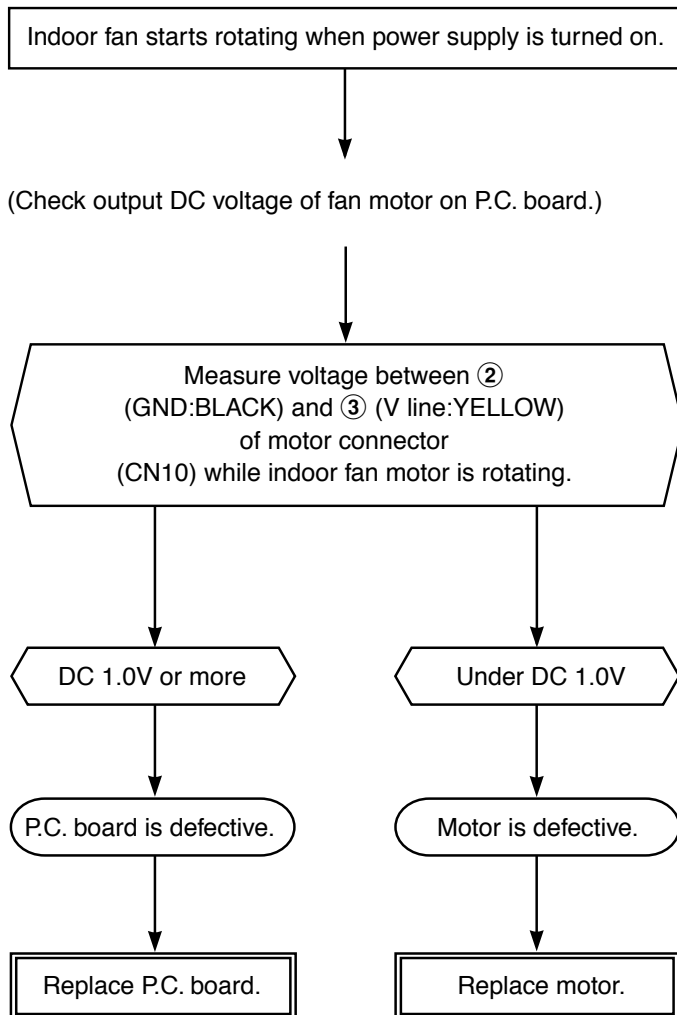 Indoor fan starts rotating when power supply is turned on.
(Check output DC voltage of fan motor on P.C. board.)
Measure voltage between ②
(GND:BLACK) and ③ (V line:YELLOW)
of motor connector
(CN10) while indoor fan motor is rotating.
DC 1.0V or more
Under DC 1.0V
P.C. board is defective.
Motor is defective.
Replace P.C. board.
Replace motor.